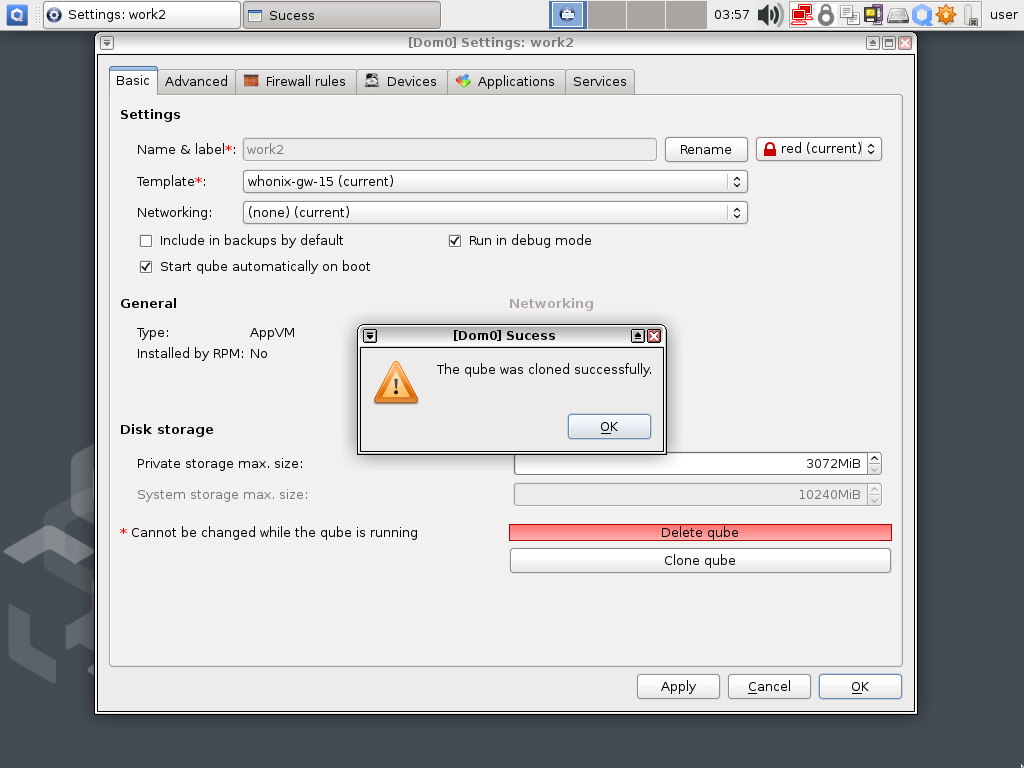 Settings: work2
Sucess
03:57
user
[Dom0] Settings: work2
Basic
Advanced
Firewall rules
Devices
Applications
Services
Settings
Name & label*:
work2
Rename
red (current)
Template*:
whonix-gw-15 (current)
Networking:
(none) (current)
Include in backups by default
Run in debug mode
Start qube automatically on boot
General
Networking
Type:
AppVM
Installed by RPM:
No
[Dom0] Sucess
The qube was cloned successfully.
OK
Disk storage
Private storage max. size:
3072MiB
System storage max. size:
10240MiB
* Cannot be changed while the qube is running
Delete qube
Clone qube
Apply
Cancel
OK